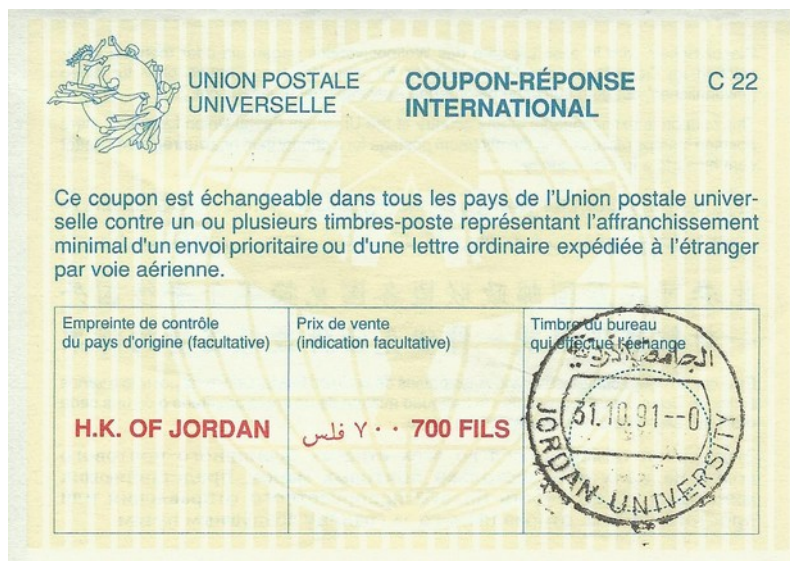 UNION POSTALE
UNIVERSELLE
COUPON-RÉPONSE
INTERNATIONAL
C 22
Ce coupon est échangeable dans tous les pays de l'Union postale univer-
selle contre un ou plusieurs timbres-poste représentant l'affranchissement
minimal d'un envoi prioritaire ou d'une lettre ordinaire expédiée à l'étranger
par voie aérienne.
Empreinte de contrôle
du pays d'origine (facultative)
Prix de vente
(indication facultative)
Timbre du bureau
qui effectue l'échange
H.K. OF JORDAN
٧٠٠ فلس 700 FILS
الجامعة الاردنية
31.10.91--0
JORDAN UNIVERSITY